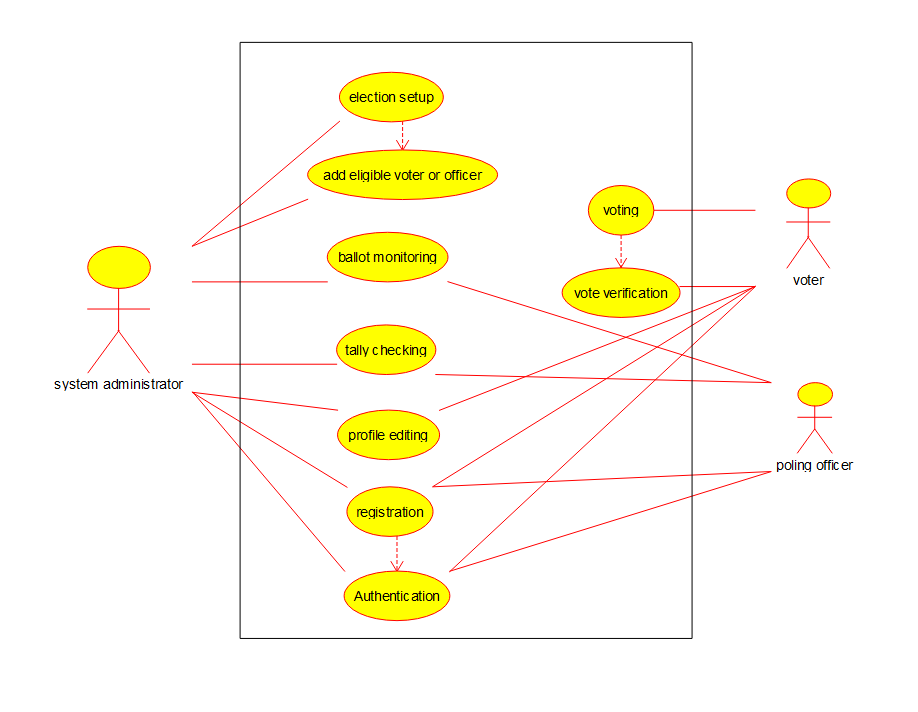 election setup
add eligible voter or officer
voting
ballot monitoring
voter
vote verification
tally checking
system administrator
profile editing
poling officer
registration
Authentication